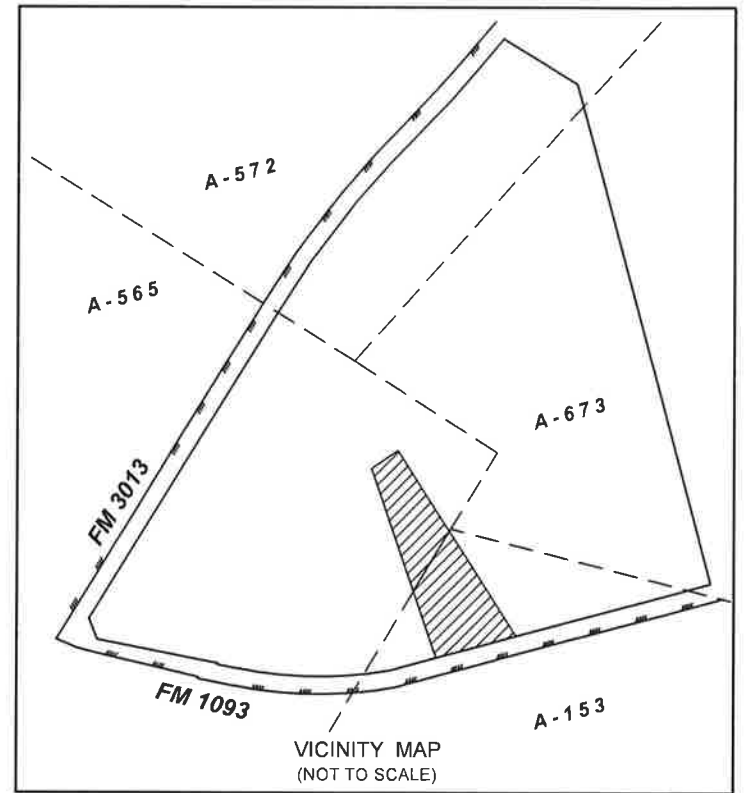 A-572
A-565
A-673
FM 3013
FM 1093
A-153
VICINITY MAP
(NOT TO SCALE)